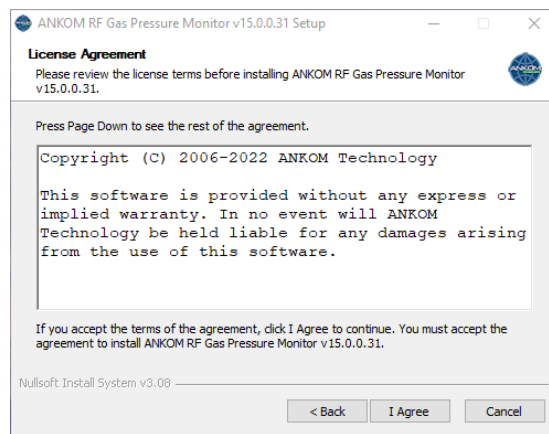 ANKOM RF Gas Pressure Monitor v15.0.0.31 Setup
License Agreement
Please review the license terms before installing ANKOM RF Gas Pressure Monitor
v15.0.0.31.
ANKOM
Press Page Down to see the rest of the agreement.
Copyright (C) 2006-2022 ANKOM Technology
This software is provided without any express or
implied warranty. In no event will ANKOM
Technology be held liable for any damages arising
from the use of this software.
If you accept the terms of the agreement, click I Agree to continue. You must accept the
agreement to install ANKOM RF Gas Pressure Monitor v15.0.0.31.
Nullsoft Install System v3.08
< Back
I Agree
Cancel